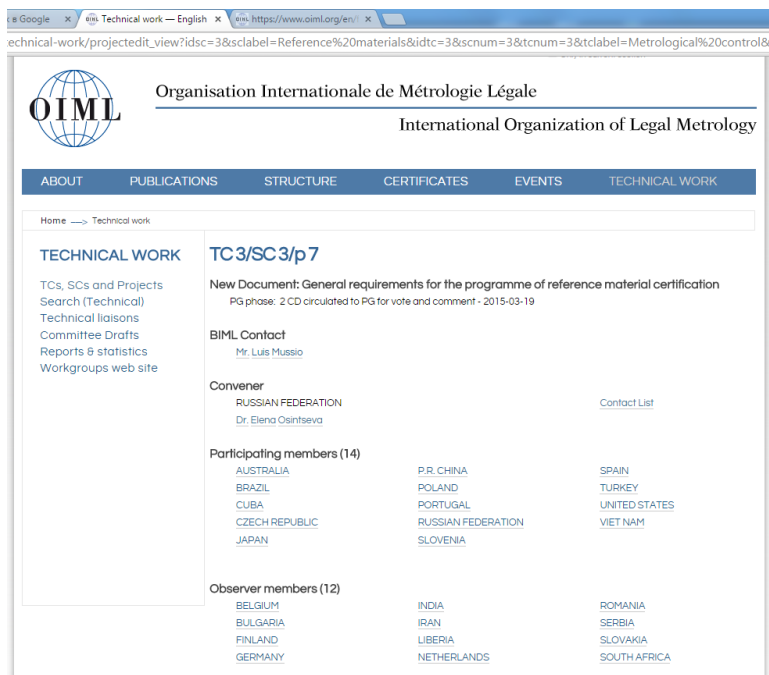 к в Google
Technical work — English
https://www.oiml.org/en/t
echnical-work/projectedit_view?idsc=3&sclabel=Reference%20materials&idtc=3&scnum=3&tcnum=3&tclabel=Metrological%20control&
OIML
Organisation Internationale de Métrologie Légale
International Organization of Legal Metrology
ABOUT PUBLICATIONS STRUCTURE CERTIFICATES EVENTS TECHNICAL WORK
Home —> Technical work
TECHNICAL WORK
TCs, SCs and Projects
Search (Technical)
Technical liaisons
Committee Drafts
Reports & statistics
Workgroups web site
TC 3/SC 3/p 7
New Document: General requirements for the programme of reference material certification
PG phase: 2 CD circulated to PG for vote and comment - 2015-03-19
BIML Contact
Mr. Luis Mussio
Convener
RUSSIAN FEDERATION Contact List
Dr. Elena Osintseva
Participating members (14)
AUSTRALIA P.R. CHINA SPAIN
BRAZIL POLAND TURKEY
CUBA PORTUGAL UNITED STATES
CZECH REPUBLIC RUSSIAN FEDERATION VIET NAM
JAPAN SLOVENIA
Observer members (12)
BELGIUM INDIA ROMANIA
BULGARIA IRAN SERBIA
FINLAND LIBERIA SLOVAKIA
GERMANY NETHERLANDS SOUTH AFRICA